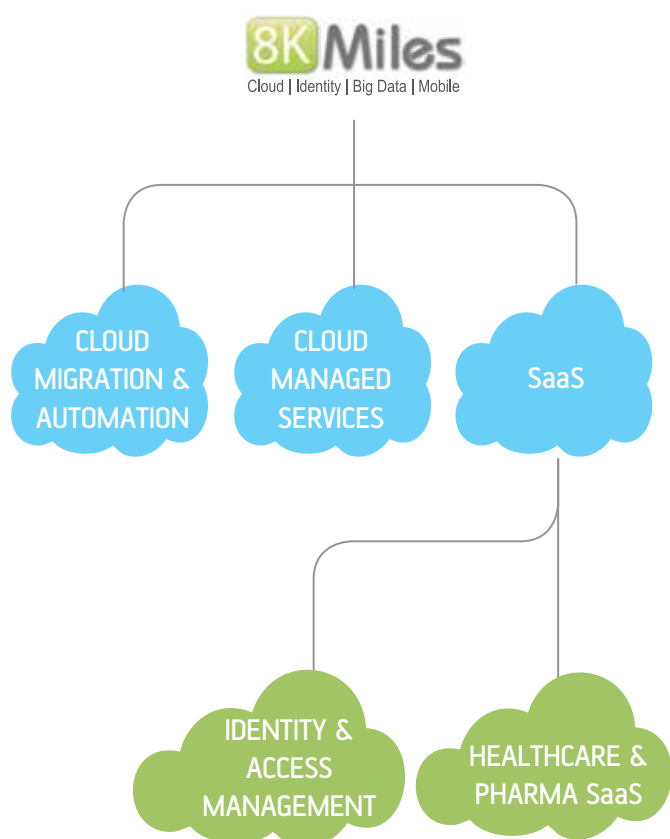 8K Miles
Cloud | Identity | Big Data | Mobile
CLOUD
MIGRATION &
AUTOMATION
CLOUD
MANAGED
SERVICES
SaaS
IDENTITY &
ACCESS
MANAGEMENT
HEALTHCARE &
PHARMA SaaS